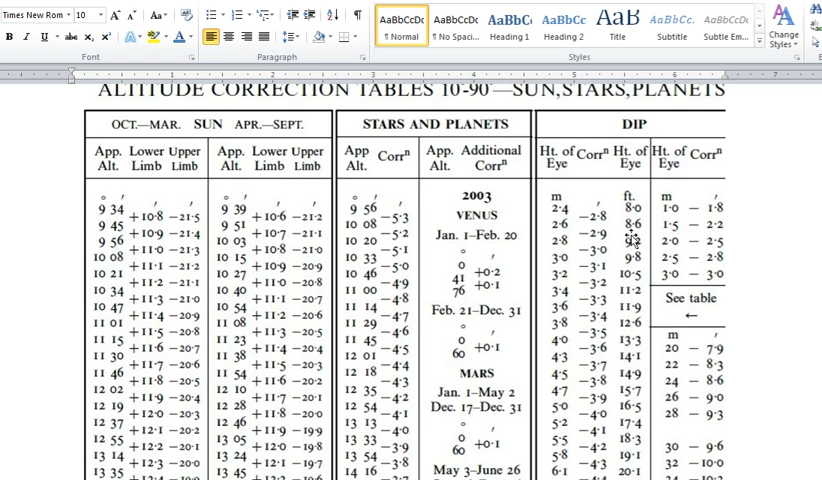 Times New Rom 10
AaBbCcDc AaBbCcDc AaBbC AaBbCc AaB AaBbCc. AaBbCcDc
¶ Normal ¶ No Spaci... Heading 1 Heading 2 Title Subtitle Subtle Em...
Change
Styles
Font Paragraph Styles
1 2 3 4 5 6 7
ALTITUDE CORRECTION TABLES 10°-90°—SUN,STARS,PLANETS
OCT.—MAR. SUN APR.—SEPT. STARS AND PLANETS DIP
App. Lower Upper App. Lower Upper App Corrⁿ App. Additional Ht. of Corrⁿ Ht. of Ht. of Corrⁿ
Alt. Limb Limb Alt. Limb Limb Alt. Alt. Corrⁿ Eye Eye Eye
° ′ ° ′ ° ′ 2003 m ′ ft. m ′
9 34 9 39 9 56 2·4 8·0 1·0 – 1·8
+10·8 –21·5 +10·6 –21·2 –5·3 VENUS –2·8
9 45 9 51 10 08 2·6 8·6 1·5 – 2·2
+10·9 –21·4 +10·7 –21·1 –5·2 Jan. 1–Feb. 20 –2·9
9 56 10 03 10 20 2·8 2·0 – 2·5
+11·0 –21·3 +10·8 –21·0 –5·1 ° ′ –3·0
10 08 10 15 10 33 3·0 9·8 2·5 – 2·8
+11·1 –21·2 +10·9 –20·9 –5·0 0 +0·2 –3·1
10 21 10 27 10 46 41 3·2 10·5 3·0 – 3·0
+11·2 –21·1 +11·0 –20·8 –4·9 +0·1 –3·2
10 34 10 40 11 00 76 3·4 11·2 See table
+11·3 –21·0 +11·1 –20·7 –4·8 –3·3
10 47 10 54 11 14 Feb. 21–Dec. 31 3·6 11·9 ←
+11·4 –20·9 +11·2 –20·6 –4·7 –3·4
11 01 11 08 11 29 ° ′ 3·8 12·6
+11·5 –20·8 +11·3 –20·5 –4·6 –3·5 m ′
11 15 11 23 11 45 0 4·0 13·3 20 – 7·9
+11·6 –20·7 +11·4 –20·4 –4·5 +0·1 –3·6
11 30 11 38 12 01 60 4·3 14·1 22 – 8·3
+11·7 –20·6 +11·5 –20·3 –4·4 –3·7
11 46 11 54 12 18 MARS 4·5 14·9 24 – 8·6
+11·8 –20·5 +11·6 –20·2 –4·3 –3·8
12 02 12 10 12 35 Jan. 1–May 2 4·7 15·7 26 – 9·0
+11·9 –20·4 +11·7 –20·1 –4·2 –3·9
12 19 12 28 12 54 Dec. 17–Dec. 31 5·0 16·5 28 – 9·3
+12·0 –20·3 +11·8 –20·0 –4·1 –4·0
12 37 12 46 13 13 ° ′ 5·2 17·4
+12·1 –20·2 +11·9 –19·9 –4·0 –4·1
12 55 13 05 13 33 0 5·5 18·3 30 – 9·6
+12·2 –20·1 +12·0 –19·8 –3·9 +0·1 –4·2
13 14 13 24 13 54 60 5·8 19·1 32 –10·0
+12·3 –20·0 +12·1 –19·7 –3·8 –4·3
13 35 13 45 14 16 May 3–June 26 6·1 20·1